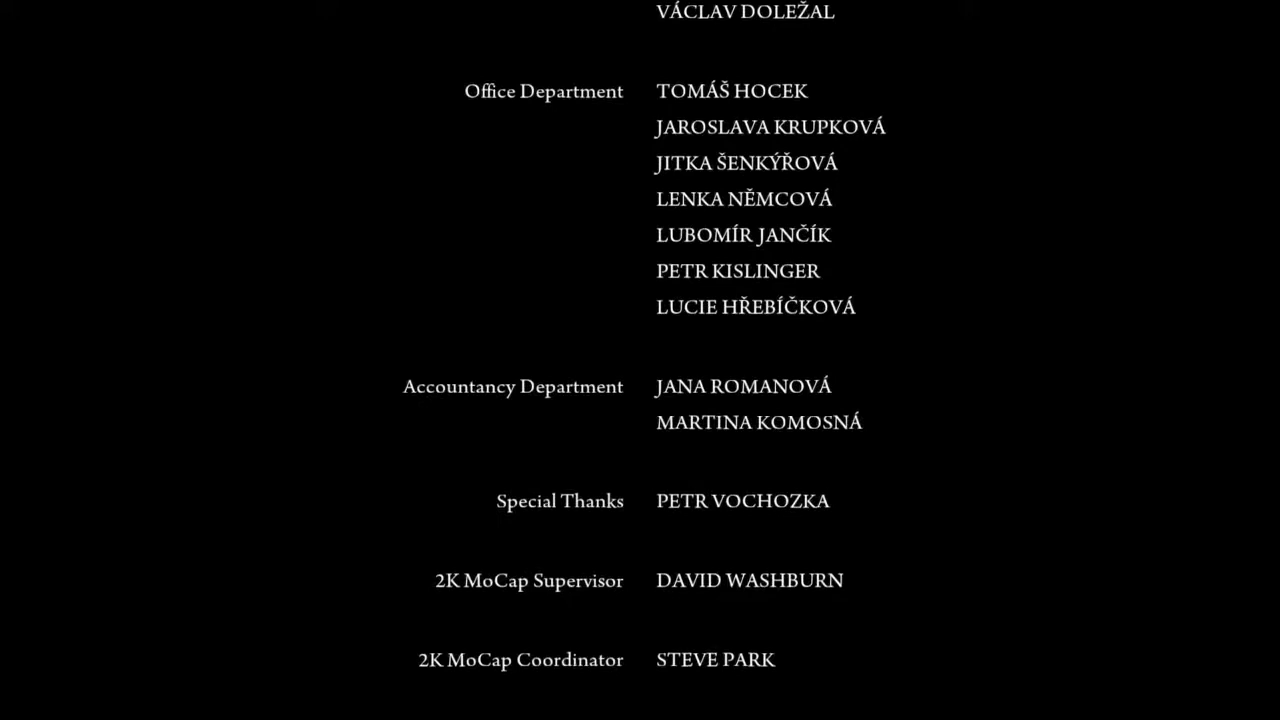 VÁCLAV DOLEŽAL
Office Department TOMÁŠ HOCEK
JAROSLAVA KRUPKOVÁ
JITKA ŠENKÝŘOVÁ
LENKA NĚMCOVÁ
LUBOMÍR JANČÍK
PETR KISLINGER
LUCIE HŘEBÍČKOVÁ
Accountancy Department JANA ROMANOVÁ
MARTINA KOMOSNÁ
Special Thanks PETR VOCHOZKA
2K MoCap Supervisor DAVID WASHBURN
2K MoCap Coordinator STEVE PARK